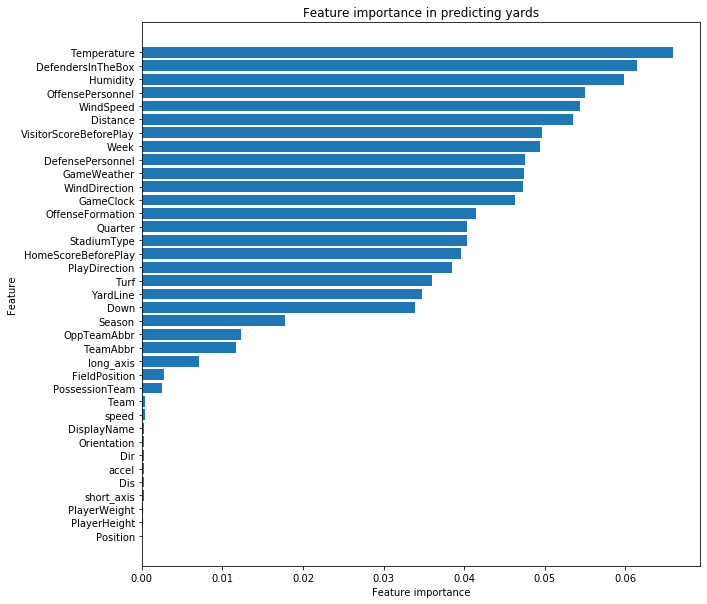 Feature importance in predicting yards
Feature
Temperature
DefendersInTheBox
Humidity
OffensePersonnel
WindSpeed
Distance
VisitorScoreBeforePlay
Week
DefensePersonnel
GameWeather
WindDirection
GameClock
OffenseFormation
Quarter
StadiumType
HomeScoreBeforePlay
PlayDirection
Turf
YardLine
Down
Season
OppTeamAbbr
TeamAbbr
long_axis
FieldPosition
PossessionTeam
Team
speed
DisplayName
Orientation
Dir
accel
Dis
short_axis
PlayerWeight
PlayerHeight
Position
0.00 0.01 0.02 0.03 0.04 0.05 0.06
Feature importance